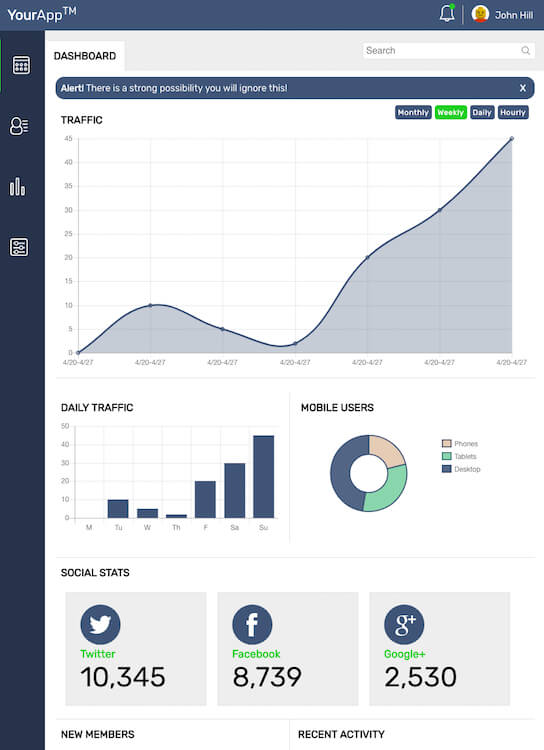 YourApp™
John Hill
DASHBOARD
Search
Alert! There is a strong possibility you will ignore this! X
TRAFFIC
Monthly Weekly Daily Hourly
45
40
35
30
25
20
15
10
5
0
4/20-4/27 4/20-4/27 4/20-4/27 4/20-4/27 4/20-4/27 4/20-4/27 4/20-4/27
DAILY TRAFFIC
50
40
30
20
10
0
M Tu W Th F Sa Su
MOBILE USERS
Phones
Tablets
Desktop
SOCIAL STATS
Twitter
10,345
Facebook
8,739
Google+
2,530
NEW MEMBERS
RECENT ACTIVITY